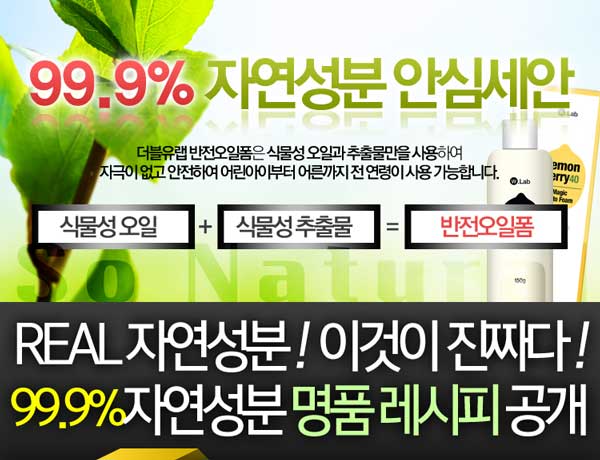 99.9% 자연성분 안심세안
더블유랩 반전오일폼은 식물성 오일과 추출물만을 사용하여
자극이 없고 안전하여 어린아이부터 어른까지 전 연령이 사용 가능합니다.
식물성 오일 + 식물성 추출물 = 반전오일폼
So Natur
W.Lab
150g
Lab
emon
erry40
Magic
to Foam
REAL 자연성분! 이것이 진짜다!
99.9%자연성분 명품 레시피 공개